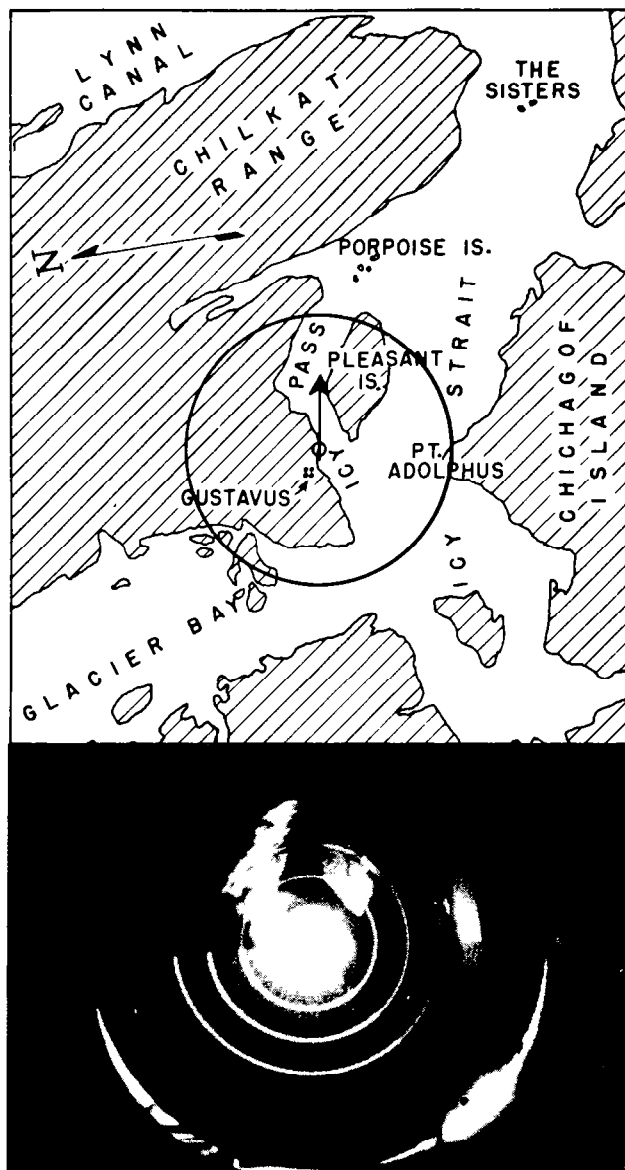 LYNN
CANAL
THE
SISTERS
CHILKAT
RANGE
N
PORPOISE IS.
STRAIT
PASS
PLEASANT
IS.
ICY
PT.
ADOLPHUS
GUSTAVUS
CHICHAGOF
ISLAND
ICY
GLACIER BAY